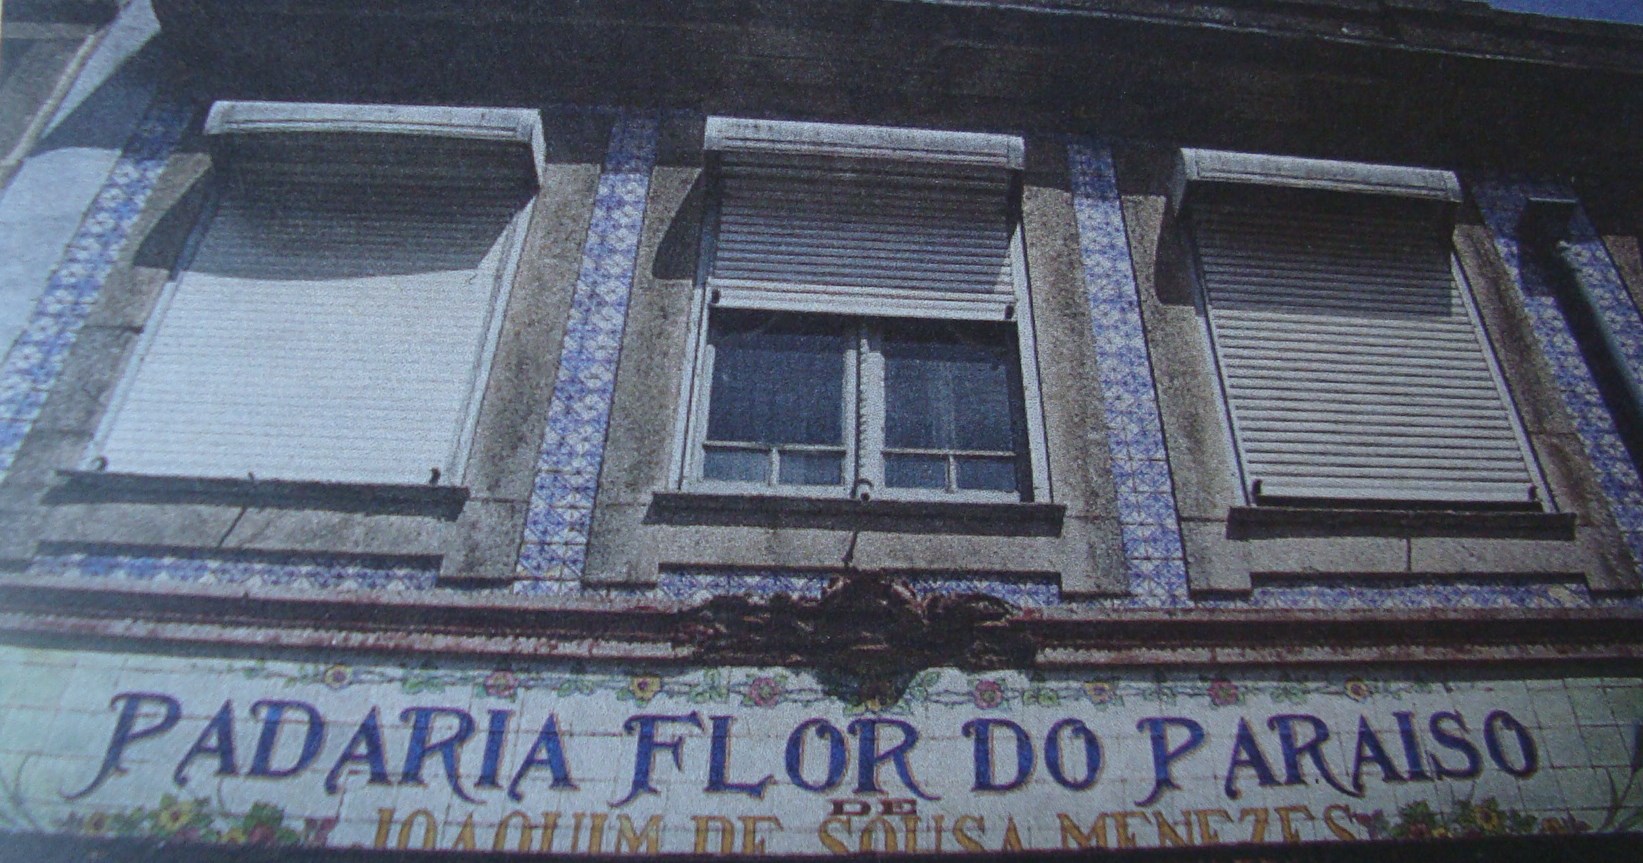 PADARIA FLOR DO PARAISO
DE
JOAQUIM DE SOUSA MENEZES